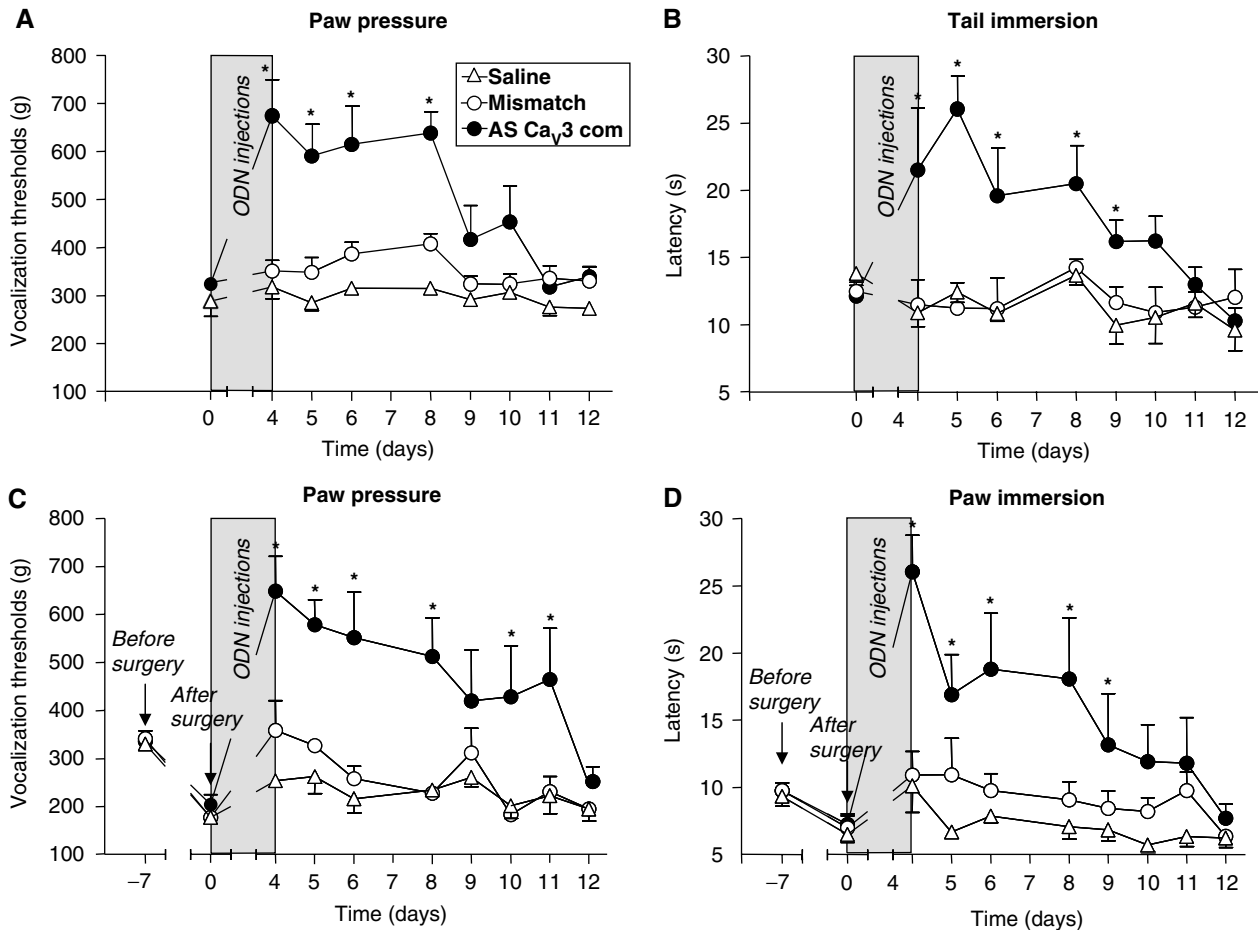 A
Paw pressure
800
700
600
500
400
300
200
100
Vocalization thresholds (g)
ODN injections
*
*
*
*
Saline
Mismatch
AS CaV3 com
0 4 5 6 7 8 9 10 11 12
Time (days)
B
Tail immersion
30
25
20
15
10
5
Latency (s)
ODN injections
*
*
*
*
*
0 4 5 6 7 8 9 10 11 12
Time (days)
C
Paw pressure
800
700
600
500
400
300
200
100
Vocalization thresholds (g)
Before
surgery
After
surgery
ODN injections
*
*
*
*
*
*
–7 0 4 5 6 7 8 9 10 11 12
Time (days)
D
Paw immersion
30
25
20
15
10
5
Latency (s)
Before
surgery
After
surgery
ODN injections
*
*
*
*
*
–7 0 4 5 6 7 8 9 10 11 12
Time (days)